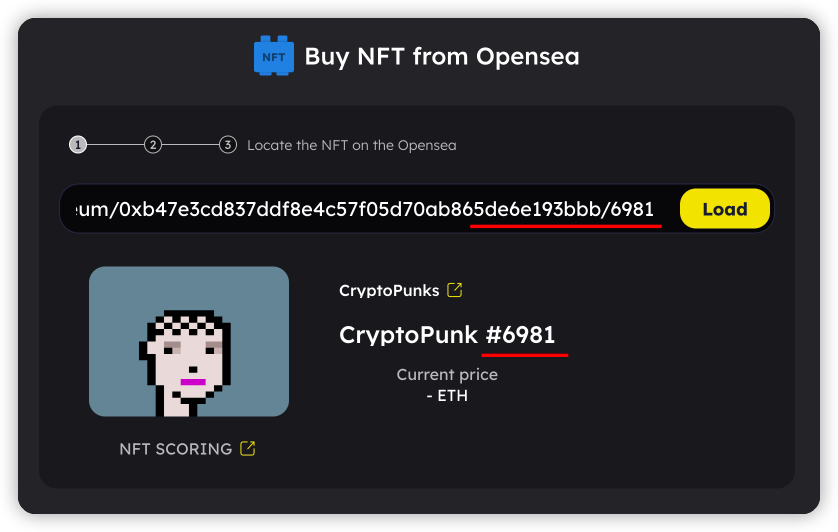 NFT Buy NFT from Opensea
1 2 3 Locate the NFT on the Opensea
eum/0xb47e3cd837ddf8e4c57f05d70ab865de6e193bbb/6981 Load
CryptoPunks
CryptoPunk #6981
Current price
- ETH
NFT SCORING